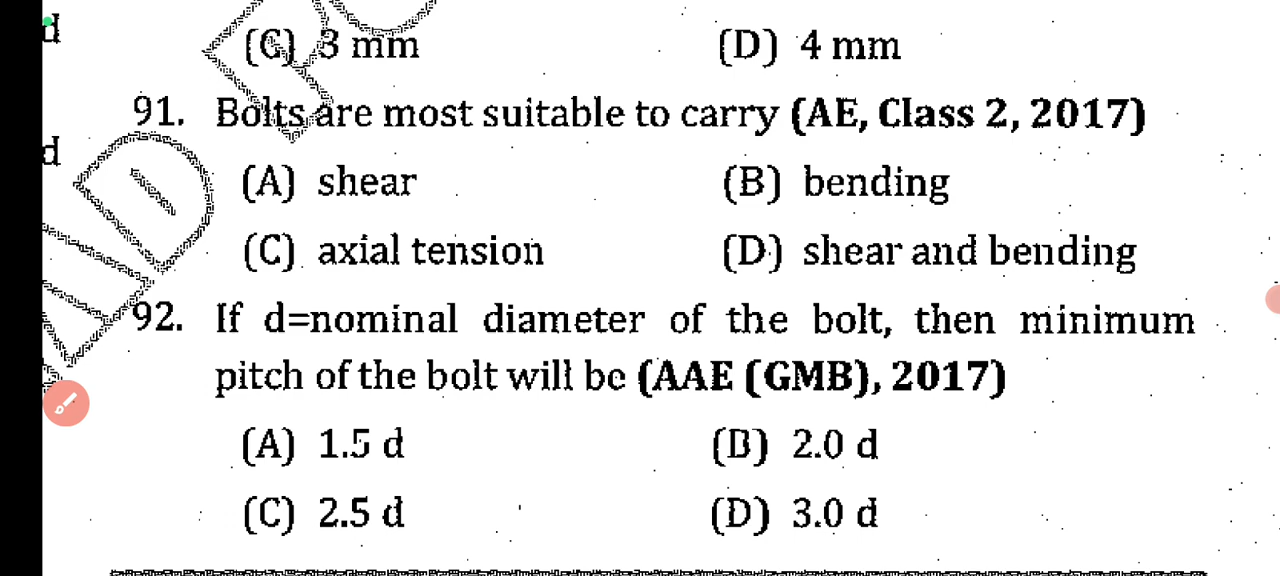 d
(C) 3 mm (D) 4 mm
91. Bolts are most suitable to carry (AE, Class 2, 2017)
d
(A) shear (B) bending
(C) axial tension (D) shear and bending
92. If d=nominal diameter of the bolt, then minimum
pitch of the bolt will be (AAE (GMB), 2017)
(A) 1.5 d (B) 2.0 d
(C) 2.5 d (D) 3.0 d